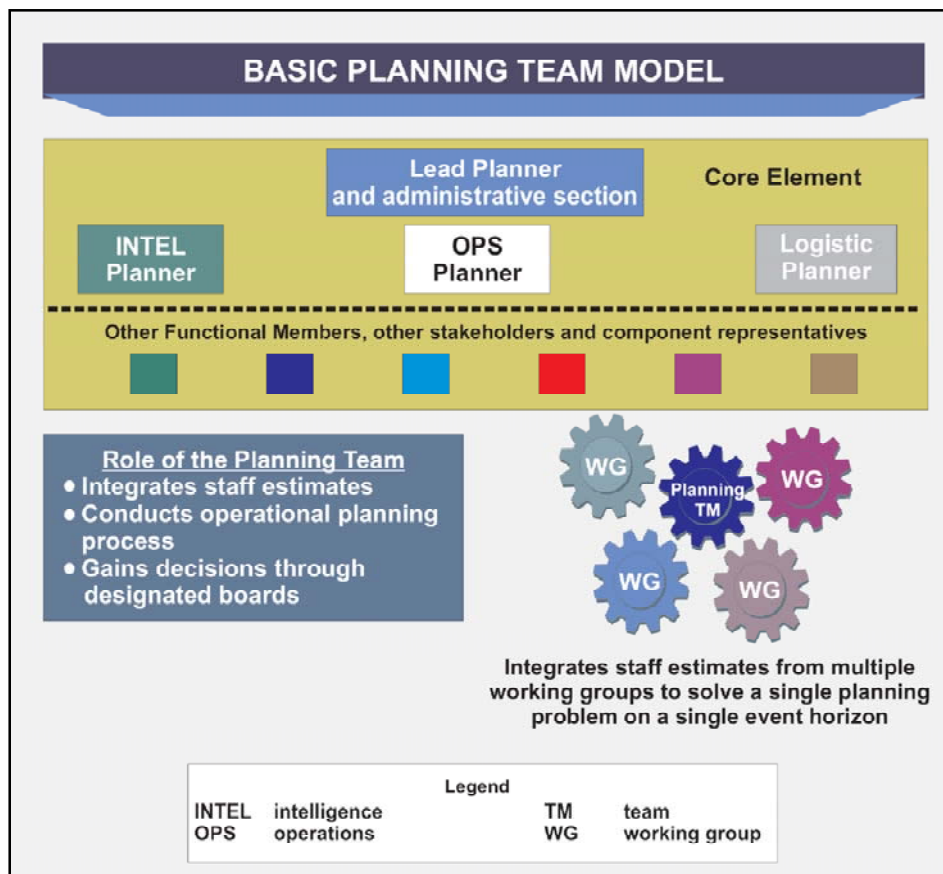 BASIC PLANNING TEAM MODEL
Lead Planner
and administrative section
Core Element
INTEL
Planner
OPS
Planner
Logistic
Planner
Other Functional Members, other stakeholders and component representatives
Role of the Planning Team
● Integrates staff estimates
● Conducts operational planning
process
● Gains decisions through
designated boards
WG
Planning
TM
WG
WG
WG
Integrates staff estimates from multiple
working groups to solve a single planning
problem on a single event horizon
Legend
INTEL intelligence TM team
OPS operations WG working group